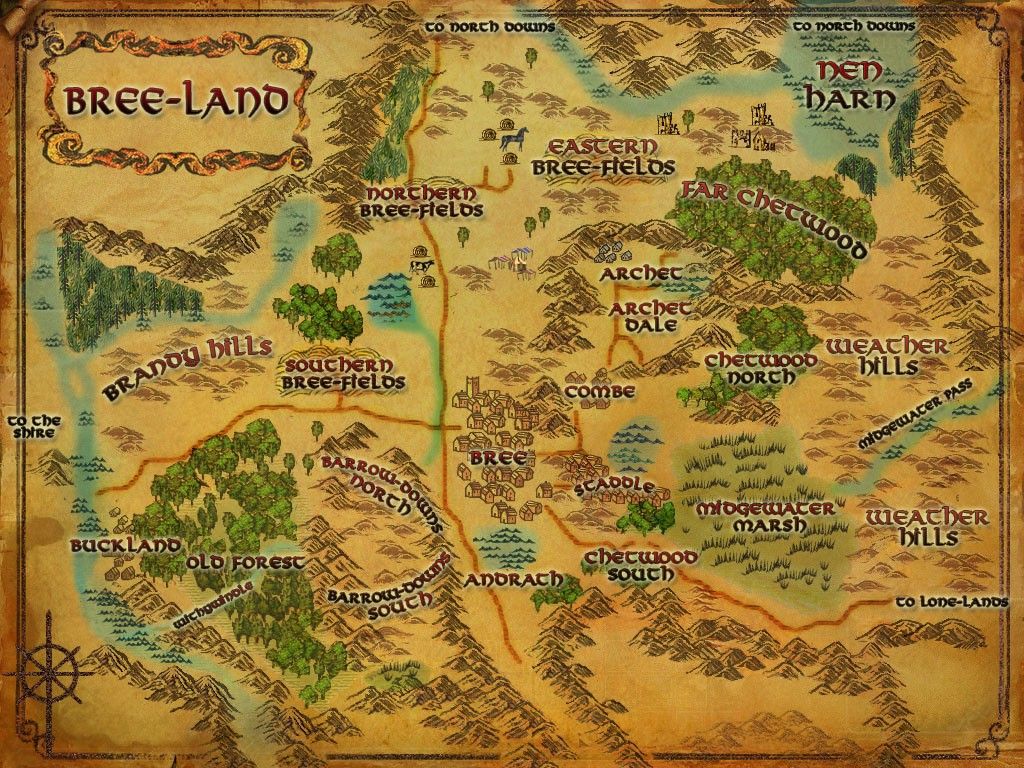 TO NORTH DOWNS
TO NORTH DOWNS
BREE-LAND
NEN
HARN
EASTERN
BREE-FIELDS
NORTHERN
BREE-FIELDS
FAR CHETWOOD
ARCHET
ARCHET
DALE
BRANDY HILLS
SOUTHERN
BREE-FIELDS
CHETWOOD
NORTH
WEATHER
HILLS
COMBE
MIDGEWATER PASS
TO THE
SHIRE
BREE
BARROW-DOWNS
NORTH
STADDLE
MIDGEWATER
MARSH
WEATHER
HILLS
BUCKLAND
OLD FOREST
WITHYWINDLE
BARROW-DOWNS
SOUTH
ANDRATH
CHETWOOD
SOUTH
TO LONE-LANDS